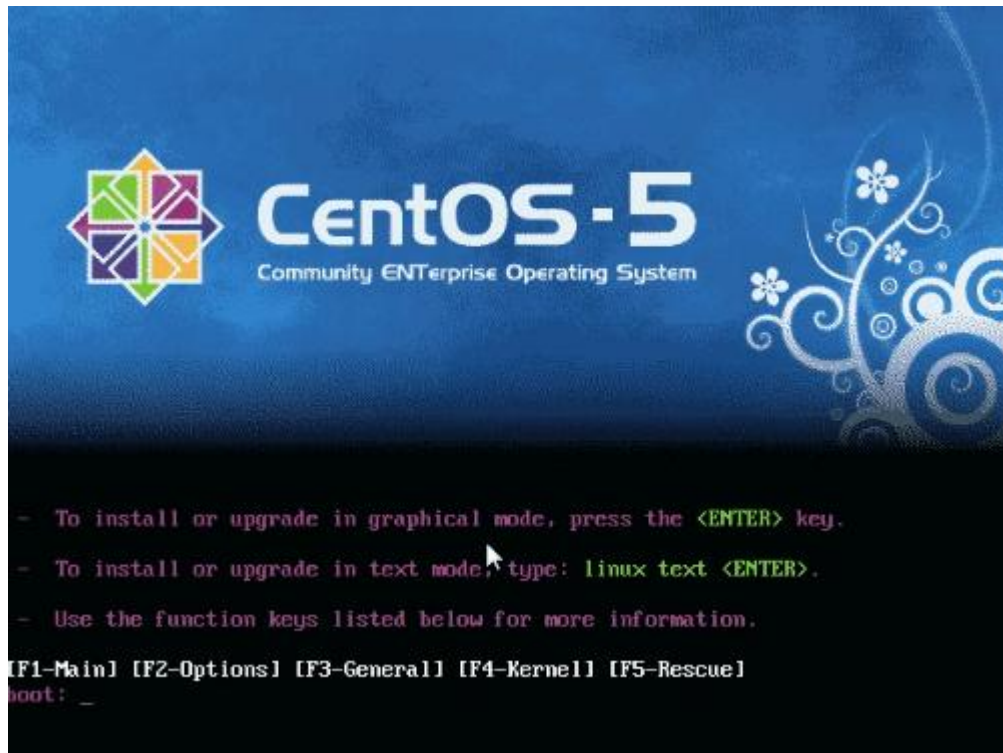 CentOS-5
Community ENTerprise Operating System
- To install or upgrade in graphical mode, press the <ENTER> key.
- To install or upgrade in text mode, type: linux text <ENTER>.
- Use the function keys listed below for more information.
[F1-Main] [F2-Options] [F3-General] [F4-Kernel] [F5-Rescue]
boot: _